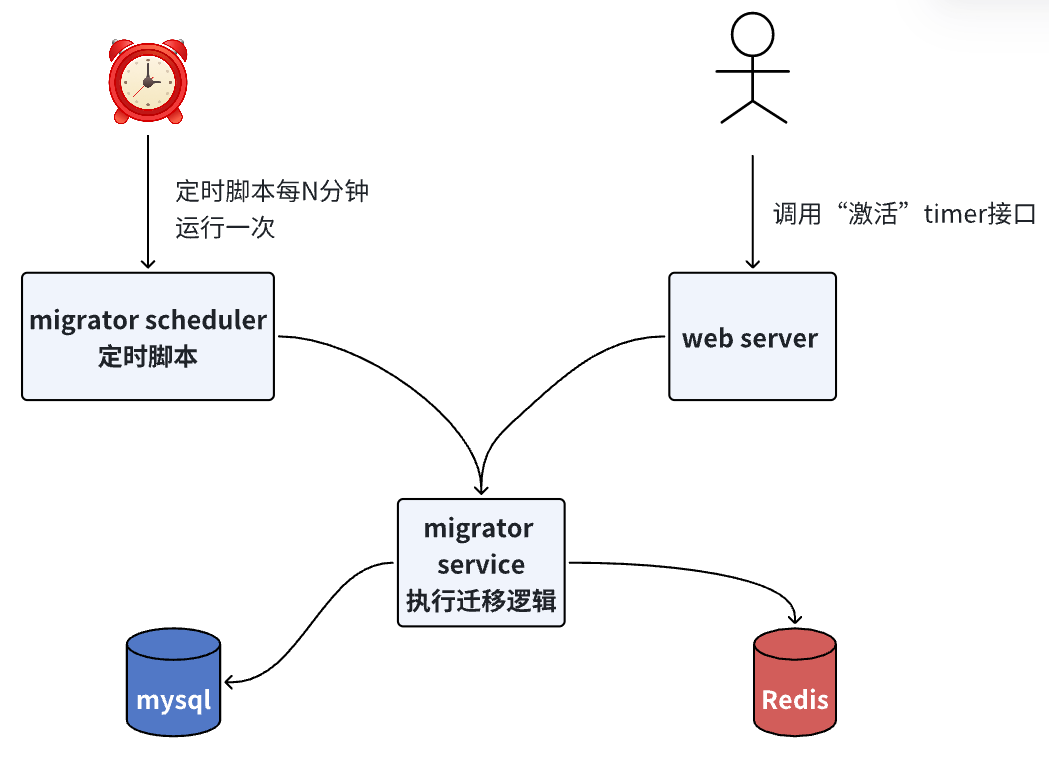 定时脚本每N分钟
运行一次
调用“激活”timer接口
migrator scheduler
定时脚本
web server
migrator
service
执行迁移逻辑
mysql
Redis